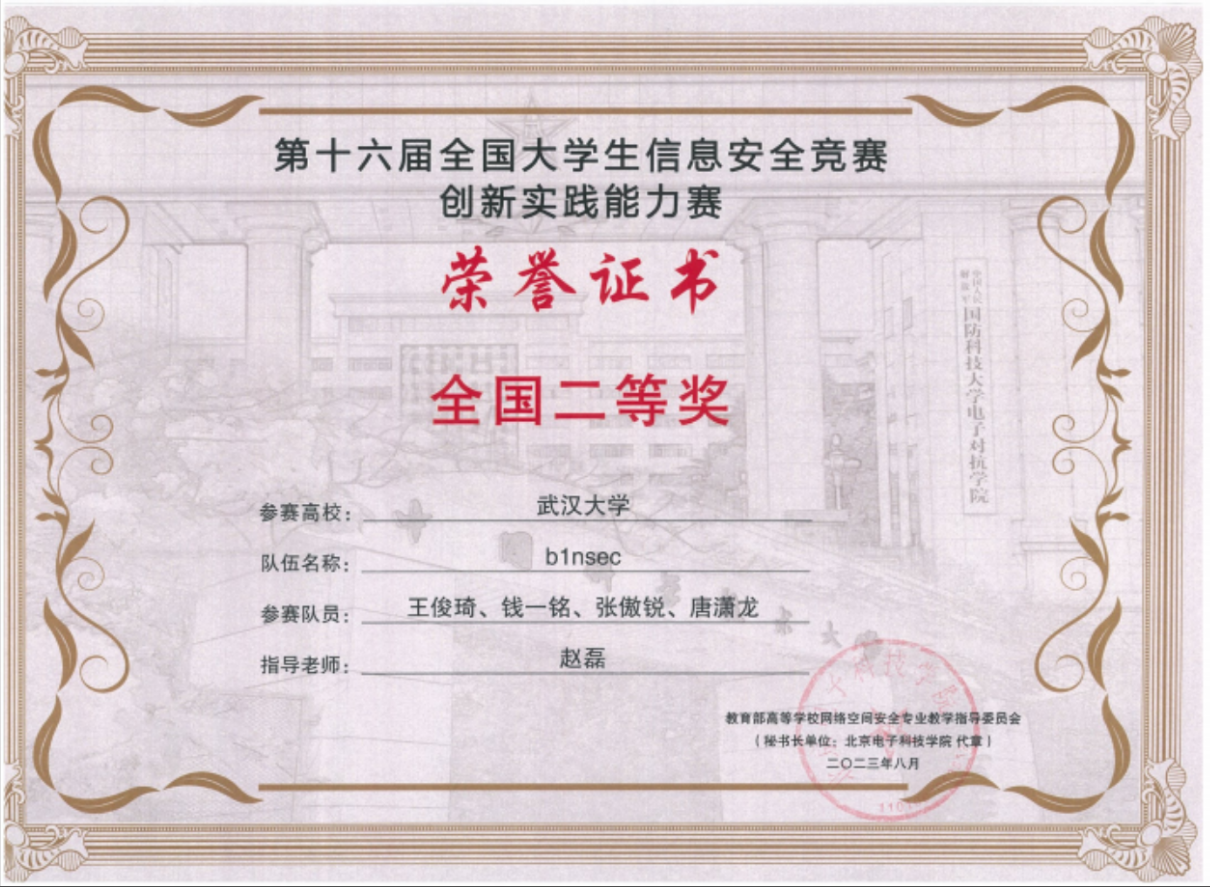 第十六届全国大学生信息安全竞赛
创新实践能力赛
荣誉证书
全国二等奖
中国人民
解放军
国防科技大学电子对抗学院
参赛高校： 武汉大学
队伍名称： b1nsec
参赛队员： 王俊琦、钱一铭、张傲锐、唐潇龙
指导老师： 赵磊
教育部高等学校网络空间安全专业教学指导委员会
（秘书长单位：北京电子科技学院 代章）
二〇二三年八月